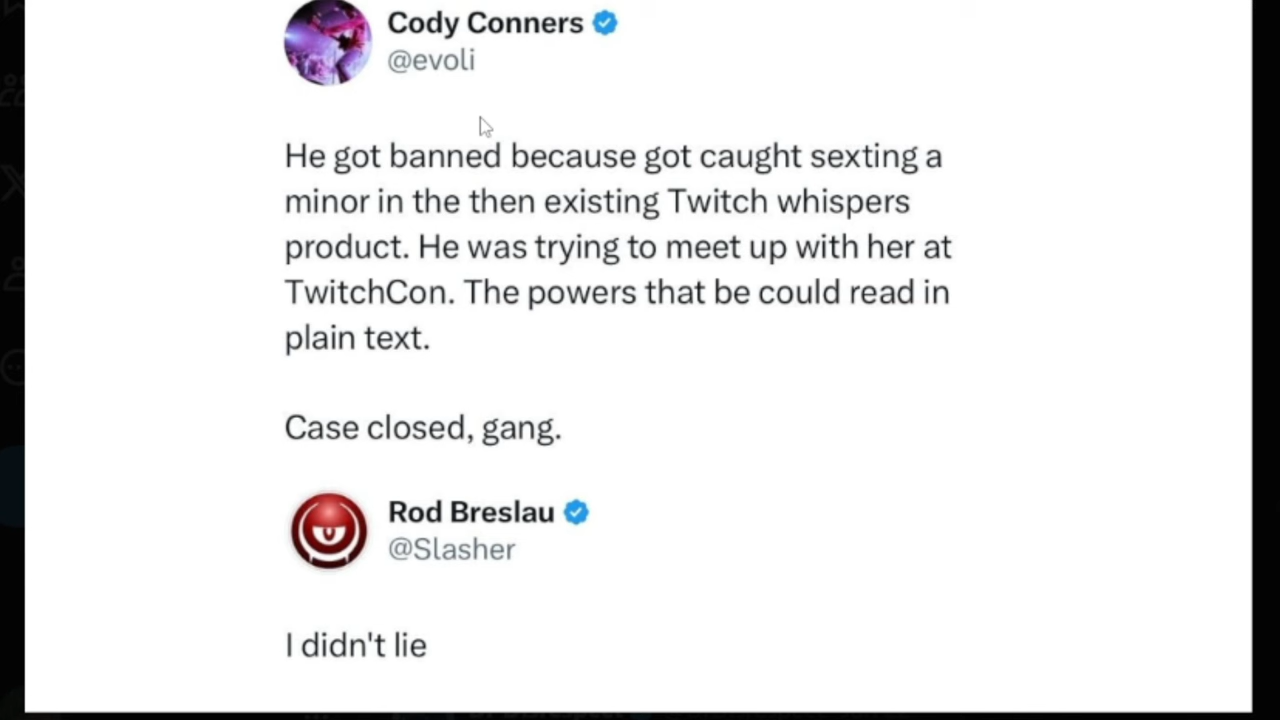 Cody Conners
@evoli
He got banned because got caught sexting a
minor in the then existing Twitch whispers
product. He was trying to meet up with her at
TwitchCon. The powers that be could read in
plain text.
Case closed, gang.
Rod Breslau
@Slasher
I didn't lie